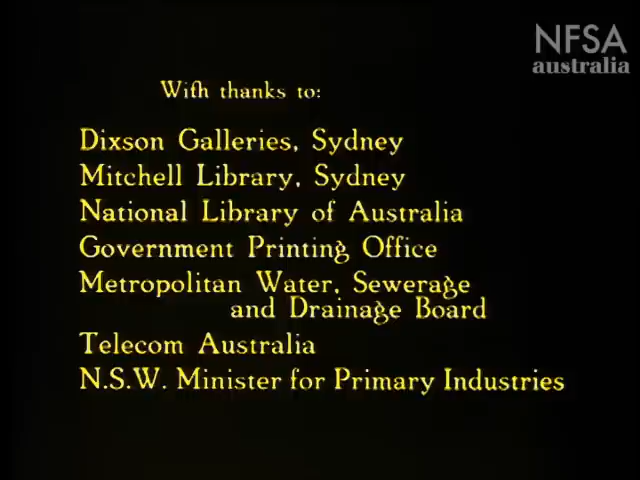 NFSA
australia
With thanks to:
Dixson Galleries, Sydney
Mitchell Library, Sydney
National Library of Australia
Government Printing Office
Metropolitan Water, Sewerage
and Drainage Board
Telecom Australia
N.S.W. Minister for Primary Industries